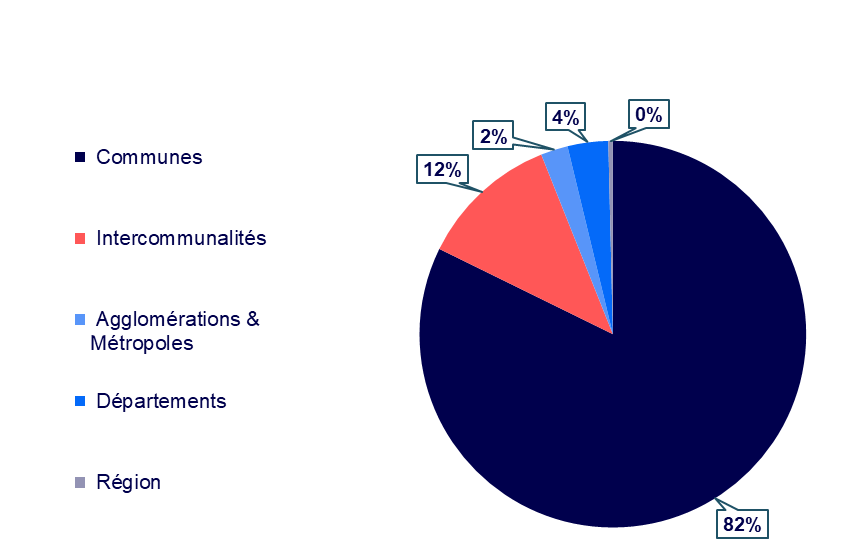 Communes
Intercommunalités
Agglomérations &
Métropoles
Départements
Région
12%
2%
4%
0%
82%